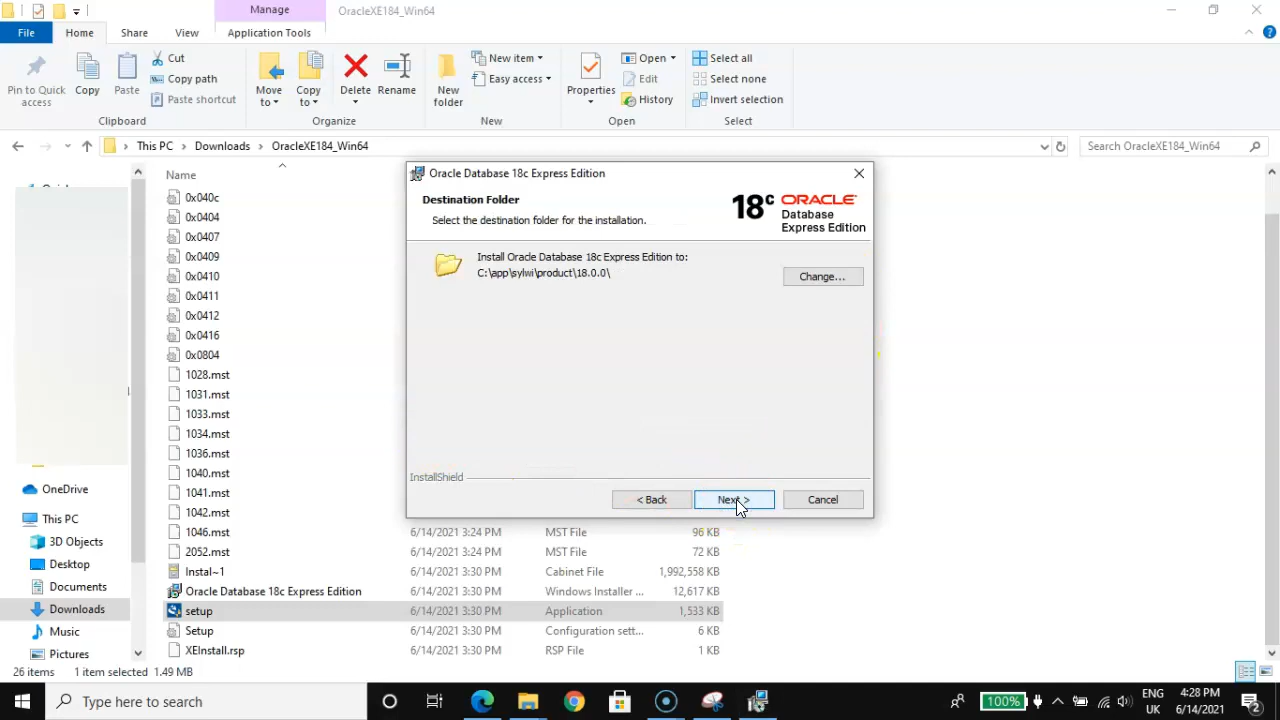 Manage
OracleXE184_Win64
File
Home
Share
View
Application Tools
Pin to Quick access
Copy
Paste
Cut
Copy path
Paste shortcut
Clipboard
Move to
Copy to
Delete
Rename
Organize
New folder
New item
Easy access
New
Properties
Open
Edit
History
Open
Select all
Select none
Invert selection
Select
This PC > Downloads > OracleXE184_Win64
Search OracleXE184_Win64
Name
0x040c
0x0404
0x0407
0x0409
0x0410
0x0411
0x0412
0x0416
0x0804
1028.mst
1031.mst
1033.mst
1034.mst
1036.mst
1040.mst
1041.mst
1042.mst
1046.mst 6/14/2021 3:24 PM MST File 96 KB
2052.mst 6/14/2021 3:24 PM MST File 72 KB
Instal~1 6/14/2021 3:30 PM Cabinet File 1,992,558 KB
Oracle Database 18c Express Edition 6/14/2021 3:30 PM Windows Installer ... 12,617 KB
setup 6/14/2021 3:30 PM Application 1,533 KB
Setup 6/14/2021 3:30 PM Configuration sett... 6 KB
XEInstall.rsp 6/14/2021 3:30 PM RSP File 1 KB
OneDrive
This PC
3D Objects
Desktop
Documents
Downloads
Music
Pictures
26 items 1 item selected 1.49 MB
Oracle Database 18c Express Edition
Destination Folder
Select the destination folder for the installation.
18c ORACLE
Database
Express Edition
Install Oracle Database 18c Express Edition to:
C:\app\sylwi\product\18.0.0\
Change...
InstallShield
< Back
Next >
Cancel
Type here to search
100%
ENG
UK
4:28 PM
6/14/2021
2